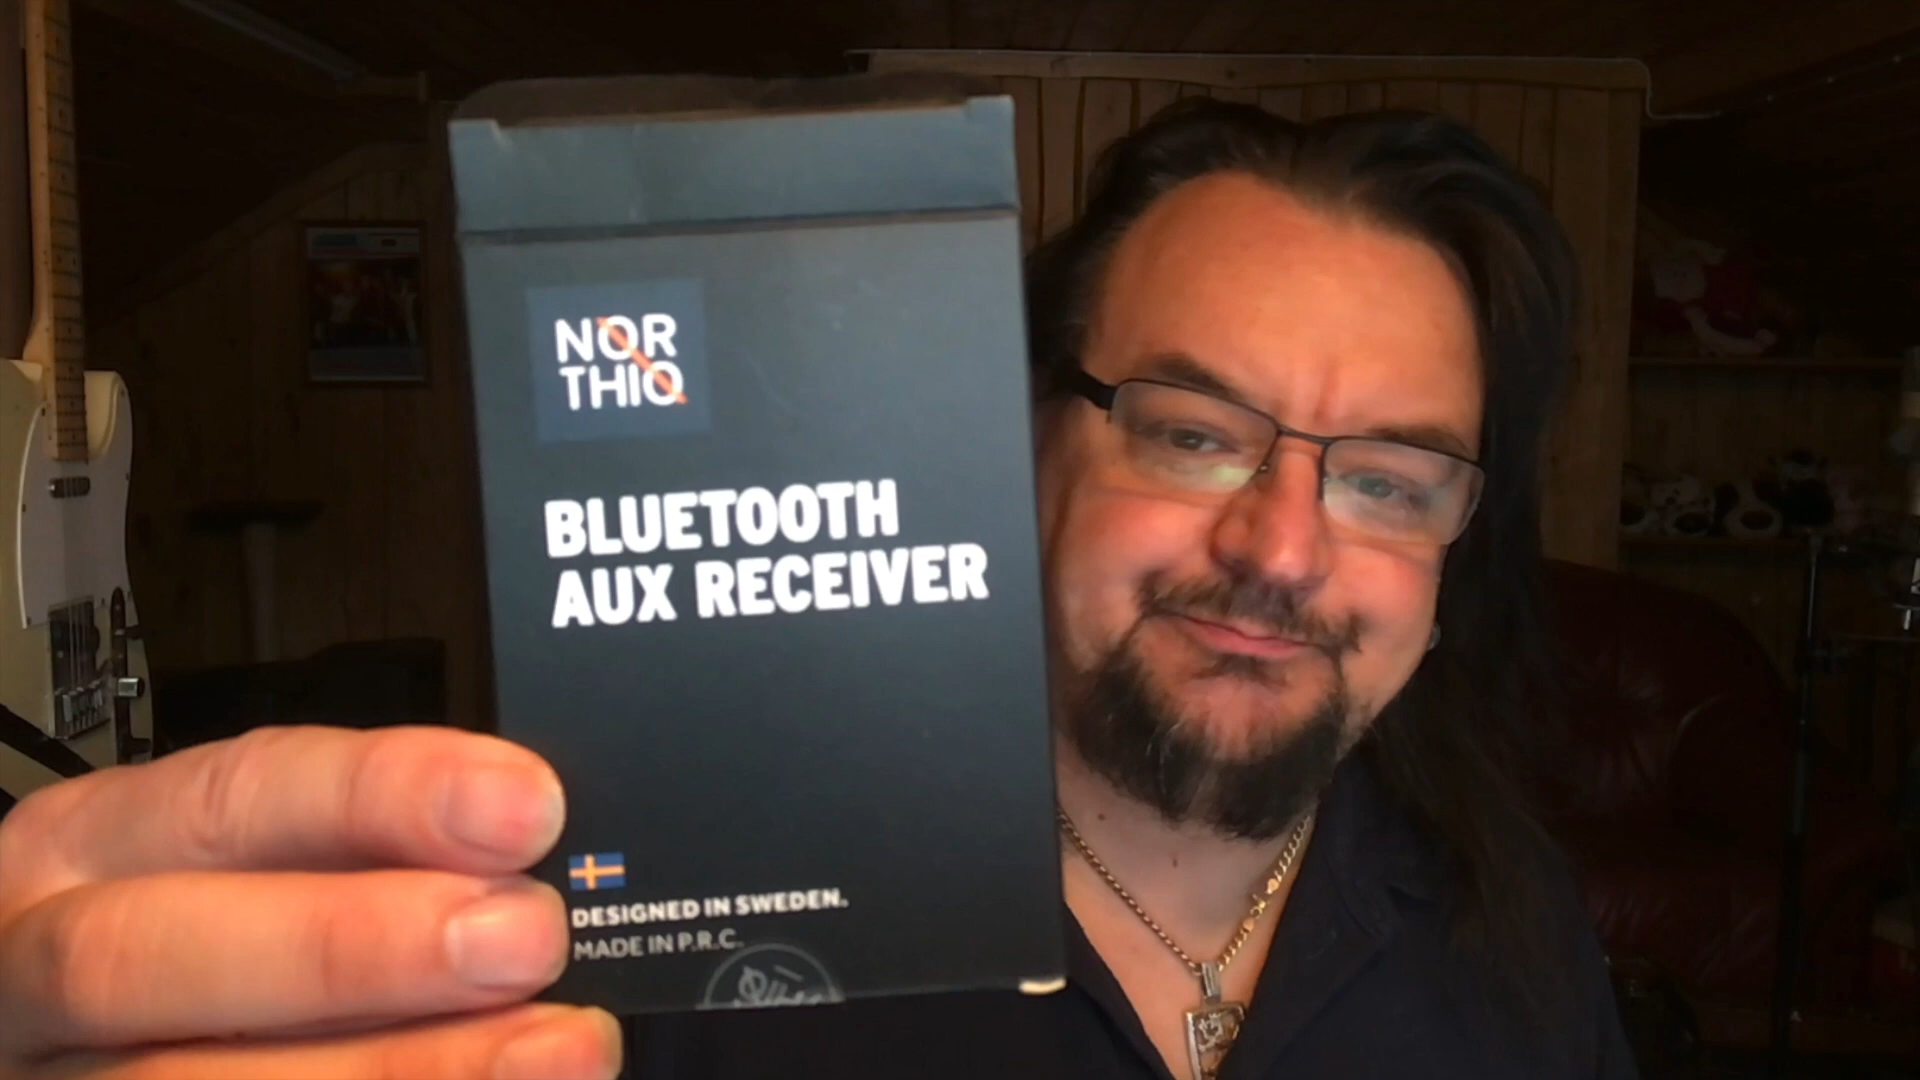 NOR
THIO
BLUETOOTH
AUX RECEIVER
DESIGNED IN SWEDEN.
MADE IN P.R.C.